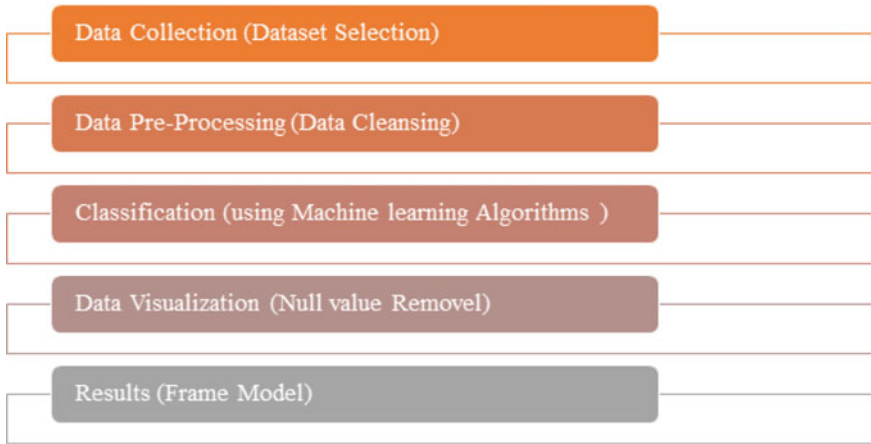 Data Collection (Dataset Selection)
Data Pre-Processing (Data Cleansing)
Classification (using Machine learning Algorithms )
Data Visualization (Null value Removel)
Results (Frame Model)